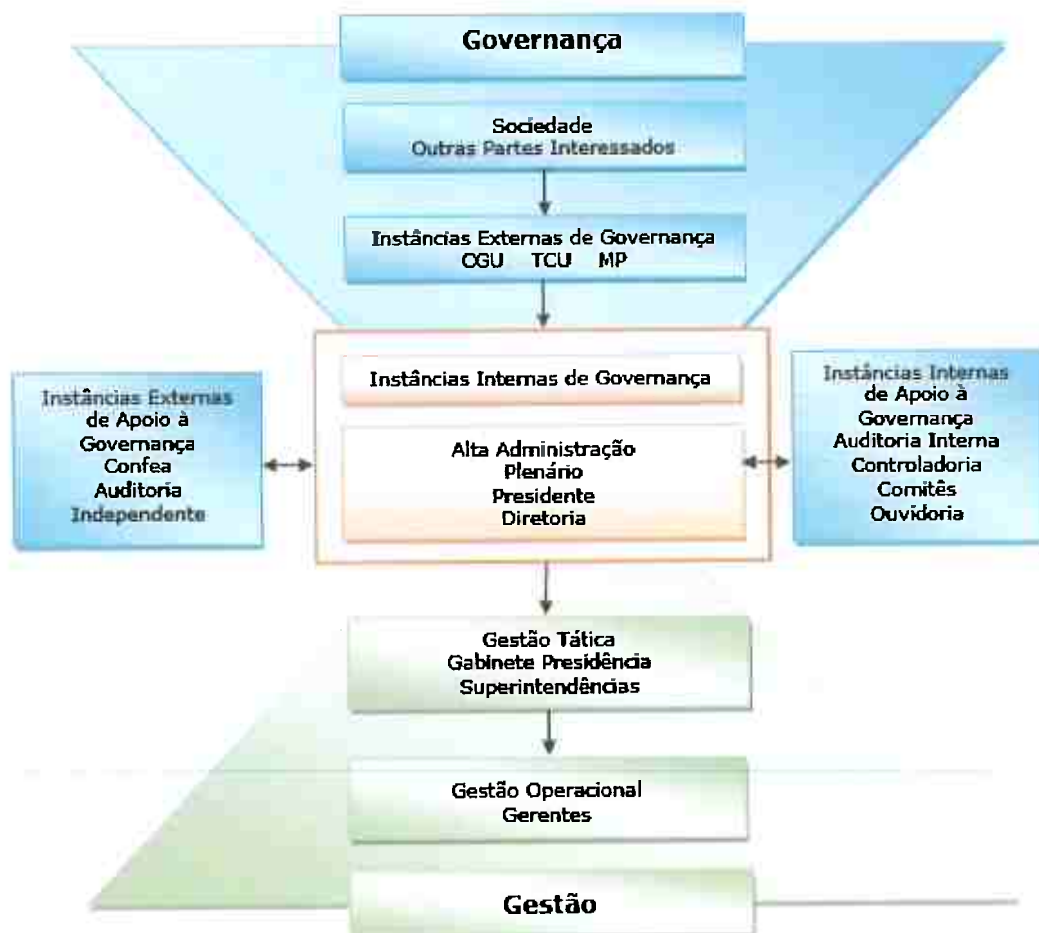 Governança
Sociedade
Outras Partes Interessados
Instâncias Externas de Governança
CGU TCU MP
Instâncias Externas
de Apoio à
Governança
Confea
Auditoria
Independente
Instâncias Internas de Governança
Alta Administração
Plenário
Presidente
Diretoria
Instâncias Internas
de Apoio à
Governança
Auditoria Interna
Controladoria
Comitês
Ouvidoria
Gestão Tática
Gabinete Presidência
Superintendências
Gestão Operacional
Gerentes
Gestão